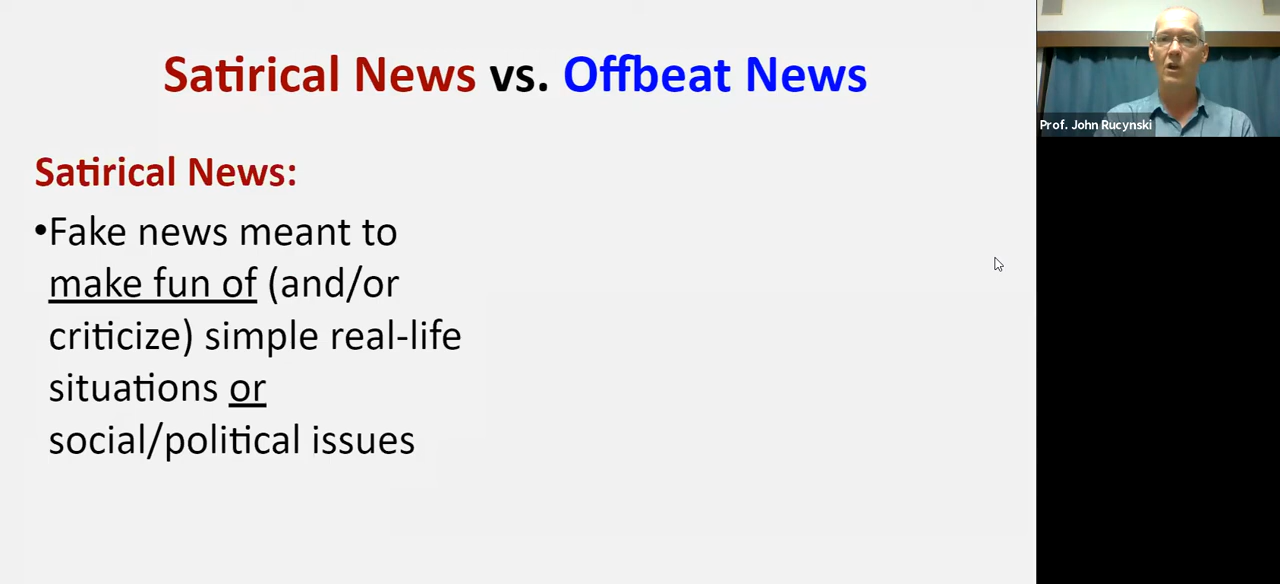 Satirical News vs. Offbeat News
Prof. John Rucynski
Satirical News:
•Fake news meant to
make fun of (and/or
criticize) simple real-life
situations or
social/political issues